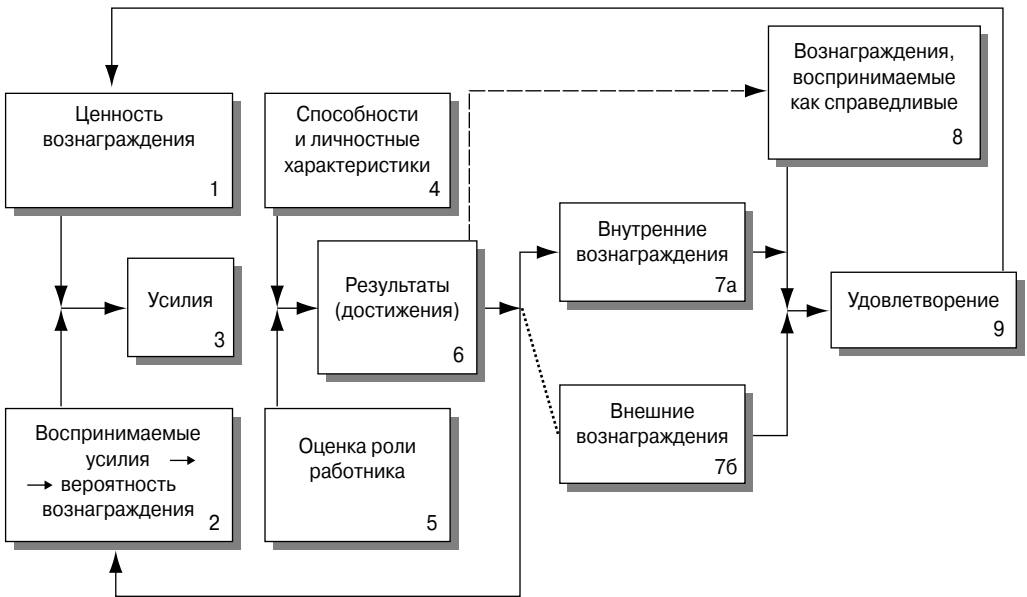 Ценность
вознаграждения
1
Воспринимаемые
усилия →
→ вероятность
вознаграждения
2
Усилия
3
Способности
и личностные
характеристики
4
Оценка роли
работника
5
Результаты
(достижения)
6
Внутренние
вознаграждения
7а
Внешние
вознаграждения
7б
Вознаграждения,
воспринимаемые
как справедливые
8
Удовлетворение
9